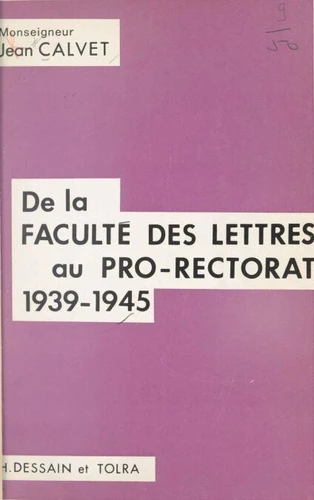 Monseigneur
Jean CALVET
De la
FACULTÉ DES LETTRES
au PRO-RECTORAT
1939-1945
H. DESSAIN et TOLRA